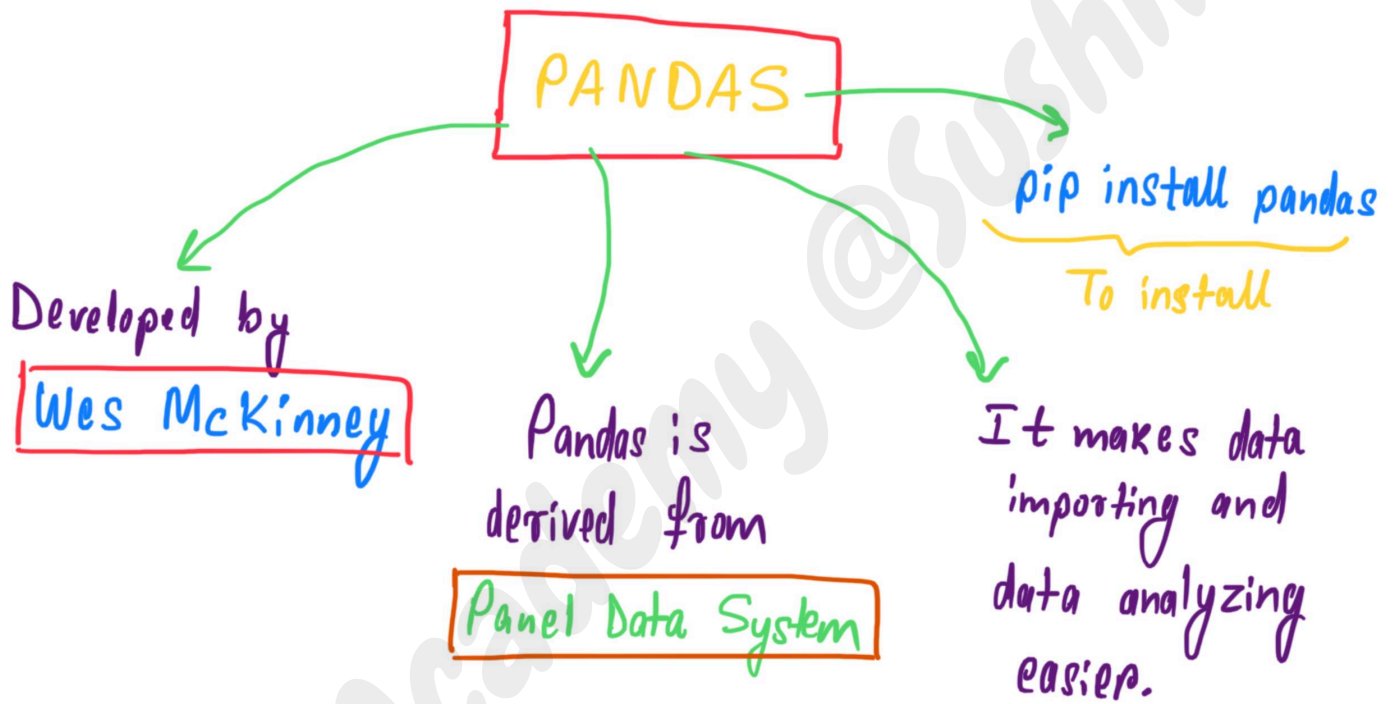 PANDAS
pip install pandas
To install
Developed by
Wes McKinney
Pandas is
derived from
Panel Data System
It makes data
importing and
data analyzing
easier.